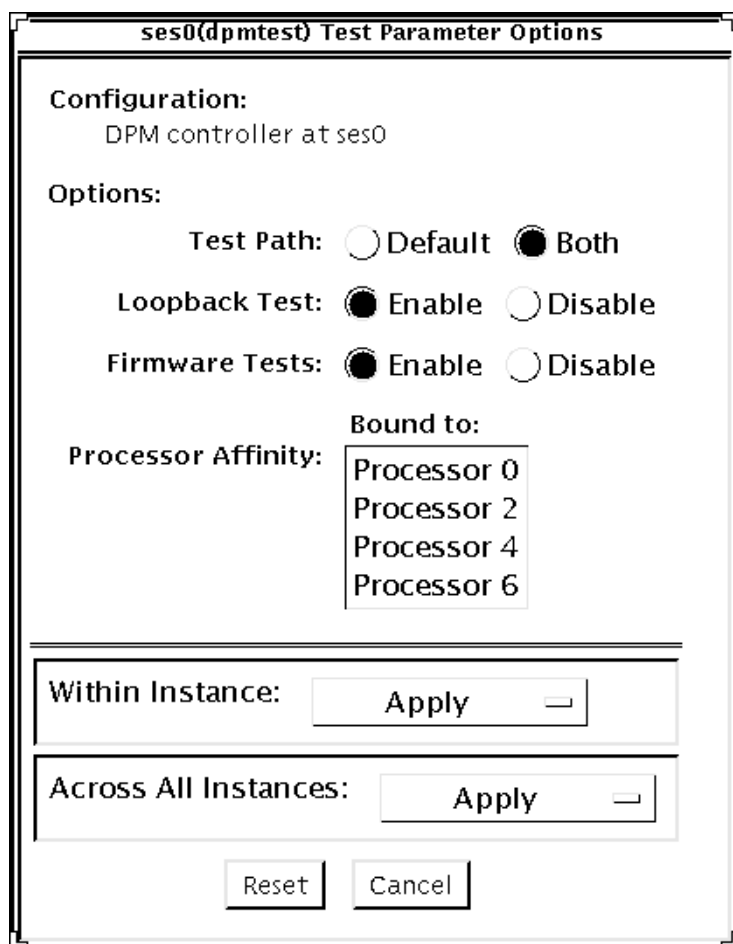 ses0(dpmtest) Test Parameter Options
Configuration:
DPM controller at ses0
Options:
Test Path: Default Both
Loopback Test: Enable Disable
Firmware Tests: Enable Disable
Bound to:
Processor Affinity:
Processor 0
Processor 2
Processor 4
Processor 6
Within Instance: Apply
Across All Instances: Apply
Reset Cancel